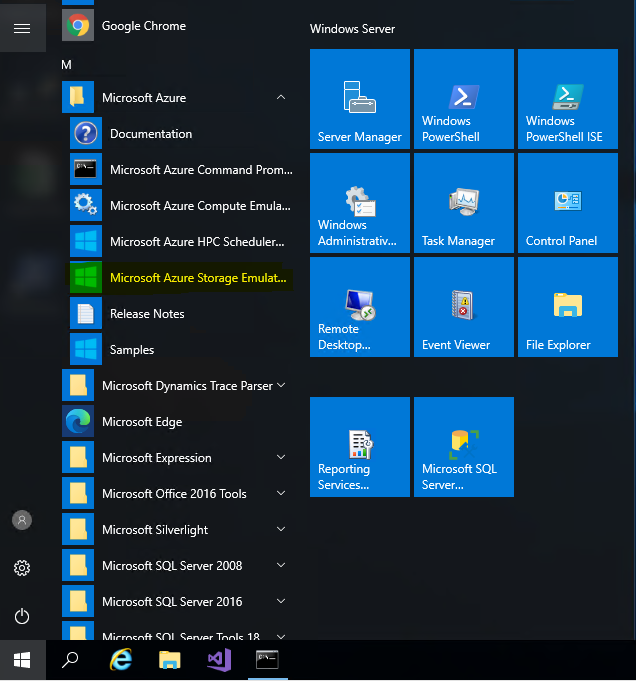 Google Chrome
M
Microsoft Azure
Documentation
Microsoft Azure Command Prom...
Microsoft Azure Compute Emula...
Microsoft Azure HPC Scheduler...
Microsoft Azure Storage Emulat...
Release Notes
Samples
Microsoft Dynamics Trace Parser
Microsoft Edge
Microsoft Expression
Microsoft Office 2016 Tools
Microsoft Silverlight
Microsoft SQL Server 2008
Microsoft SQL Server 2016
Microsoft SQL Server Tools 18
Windows Server
Server Manager
Windows
PowerShell
Windows
PowerShell ISE
Windows
Administrativ...
Task Manager
Control Panel
Remote
Desktop...
Event Viewer
File Explorer
Reporting
Services...
Microsoft SQL
Server...